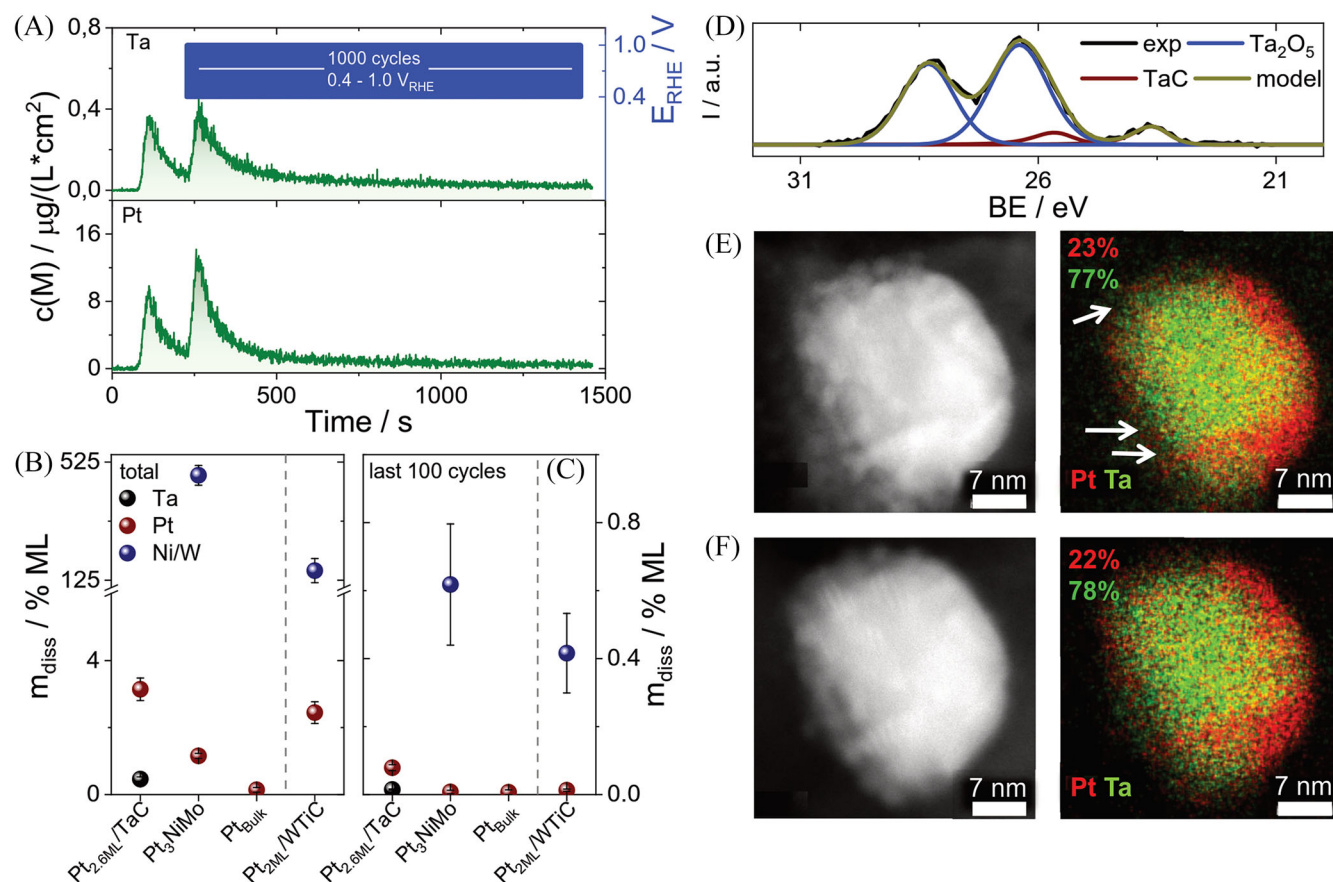 (A)
0,8
Ta
1000 cycles
0.4 - 1.0 V_RHE
1.0
0.4
E_RHE / V
0,4
0,0
c(M) / µg/(L*cm²)
Pt
16
8
0
0
500
1000
1500
Time / s
(B)
525
total
Ta
Pt
Ni/W
125
4
0
m_diss / % ML
Pt_2.6ML/TaC
Pt₃NiMo
Pt_Bulk
Pt_2ML/WTiC
last 100 cycles
(C)
0.8
0.4
0.0
m_diss / % ML
Pt_2.6ML/TaC
Pt₃NiMo
Pt_Bulk
Pt_2ML/WTiC
(D)
exp
Ta₂O₅
TaC
model
I / a.u.
31
26
21
BE / eV
(E)
7 nm
23%
77%
Pt Ta
7 nm
(F)
7 nm
22%
78%
Pt Ta
7 nm